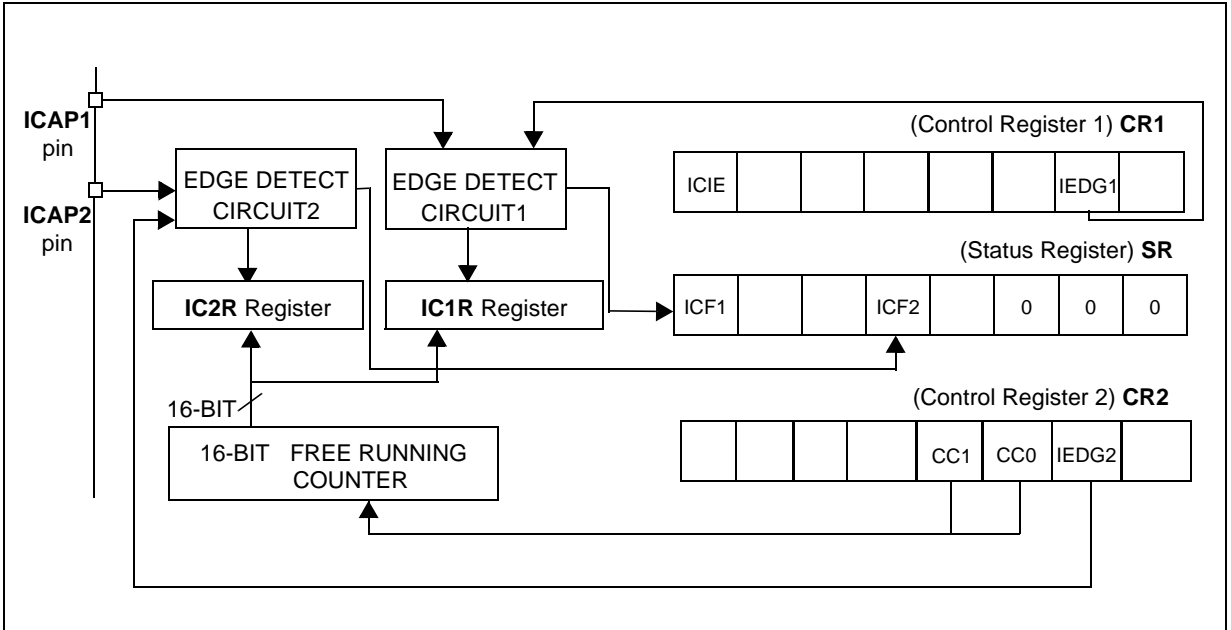 ICAP1
pin
ICAP2
pin
EDGE DETECT
CIRCUIT2
EDGE DETECT
CIRCUIT1
(Control Register 1) CR1
ICIE
IEDG1
(Status Register) SR
IC2R Register
IC1R Register
ICF1
ICF2
0
0
0
16-BIT
16-BIT FREE RUNNING
COUNTER
(Control Register 2) CR2
CC1
CC0
IEDG2